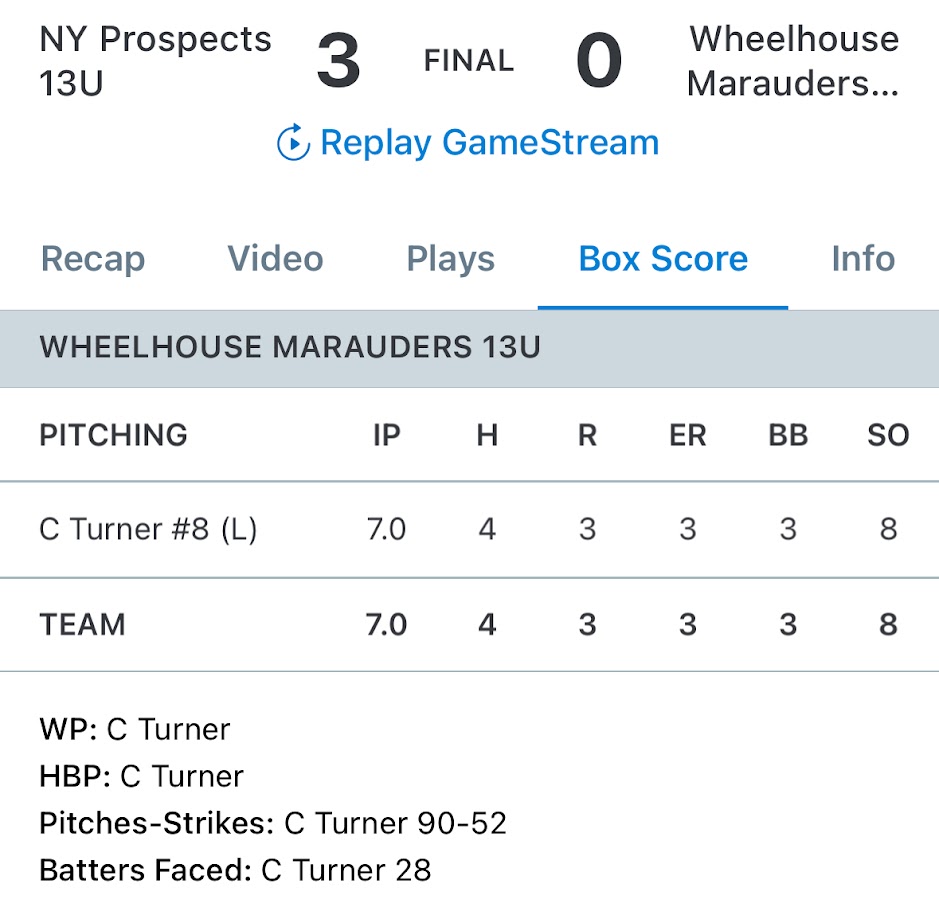 NY Prospects 13U 3 FINAL 0 Wheelhouse Marauders...
Replay GameStream
Recap Video Plays Box Score Info
WHEELHOUSE MARAUDERS 13U
PITCHING IP H R ER BB SO
C Turner #8 (L) 7.0 4 3 3 3 8
TEAM 7.0 4 3 3 3 8
WP: C Turner
HBP: C Turner
Pitches-Strikes: C Turner 90-52
Batters Faced: C Turner 28